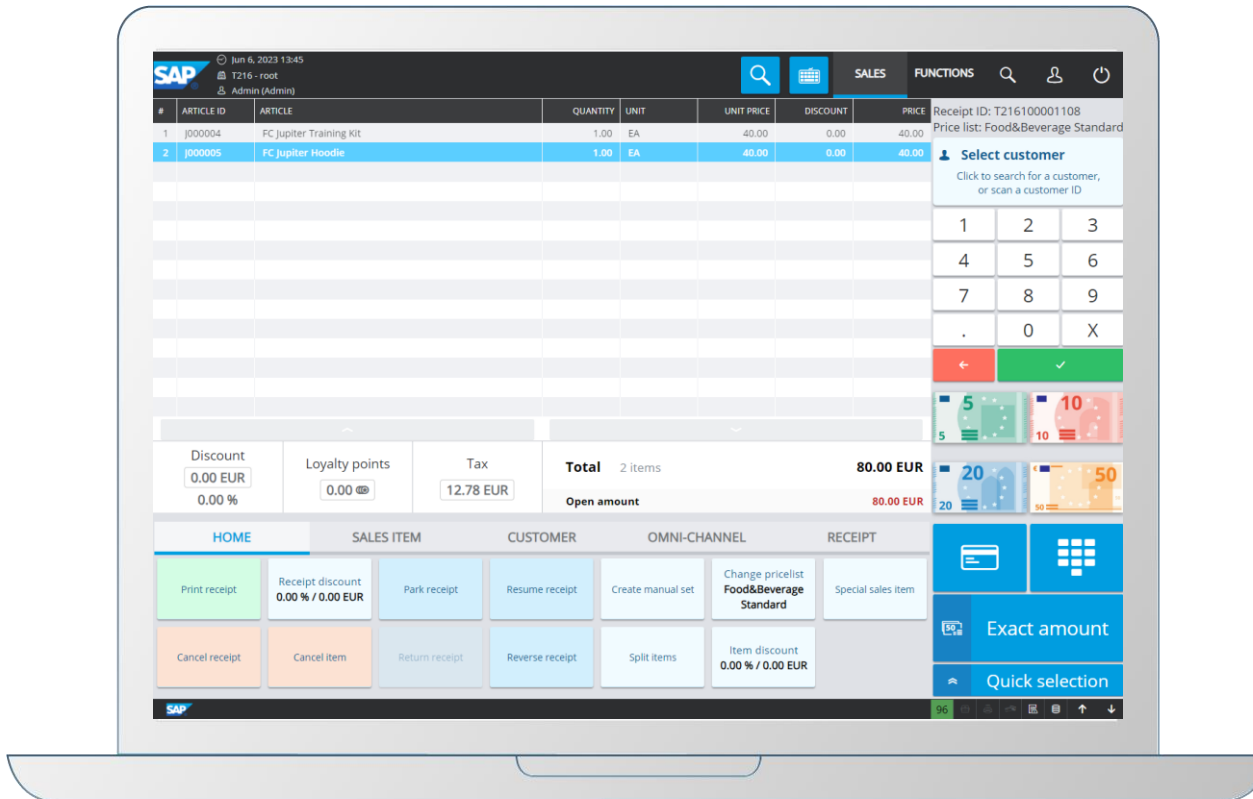 SAP
Jun 6, 2023 13:45
T216 - root
Admin (Admin)
SALES
FUNCTIONS
# ARTICLE ID ARTICLE QUANTITY UNIT UNIT PRICE DISCOUNT PRICE
1 J000004 FC Jupiter Training Kit 1.00 EA 40.00 0.00 40.00
2 J000005 FC Jupiter Hoodie 1.00 EA 40.00 0.00 40.00
Receipt ID: T216100001108
Price list: Food&Beverage Standard
Select customer
Click to search for a customer,
or scan a customer ID
1 2 3
4 5 6
7 8 9
. 0 X
5 10
5 10
20 50
20 50
Discount
0.00 EUR
0.00 %
Loyalty points
0.00
Tax
12.78 EUR
Total 2 items 80.00 EUR
Open amount 80.00 EUR
HOME SALES ITEM CUSTOMER OMNI-CHANNEL RECEIPT
Print receipt
Receipt discount
0.00 % / 0.00 EUR
Park receipt
Resume receipt
Create manual set
Change pricelist
Food&Beverage
Standard
Special sales item
Cancel receipt
Cancel item
Return receipt
Reverse receipt
Split items
Item discount
0.00 % / 0.00 EUR
50
Exact amount
Quick selection
SAP
96